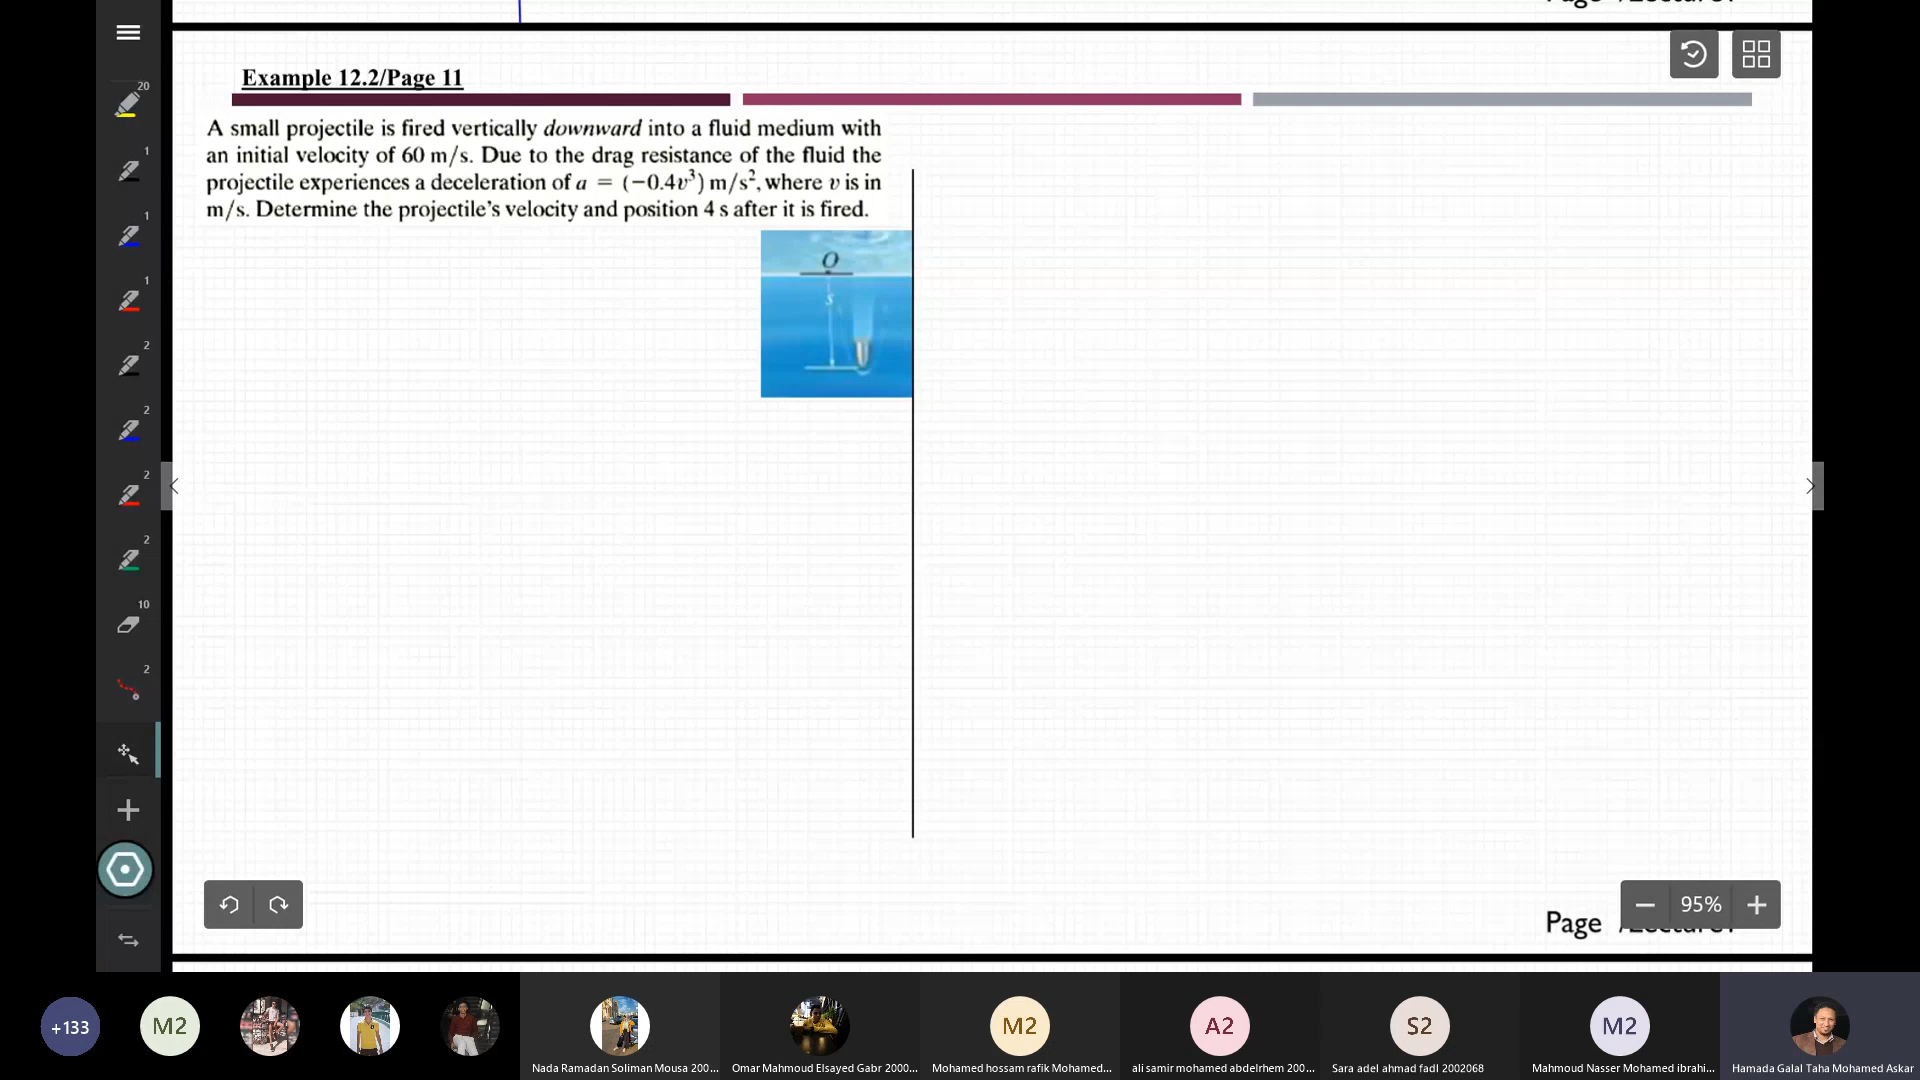 Example 12.2/Page 11
A small projectile is fired vertically downward into a fluid medium with
an initial velocity of 60 m/s. Due to the drag resistance of the fluid the
projectile experiences a deceleration of a = (−0.4v³) m/s², where v is in
m/s. Determine the projectile's velocity and position 4 s after it is fired.
O
s
20
1
1
1
2
2
2
2
10
2
95%
Page
+133
M2
M2
A2
S2
M2
Nada Ramadan Soliman Mousa 200...
Omar Mahmoud Elsayed Gabr 2000...
Mohamed hossam rafik Mohamed...
ali samir mohamed abdelrhem 200...
Sara adel ahmad fadl 2002068
Mahmoud Nasser Mohamed ibrahi...
Hamada Galal Taha Mohamed Askar